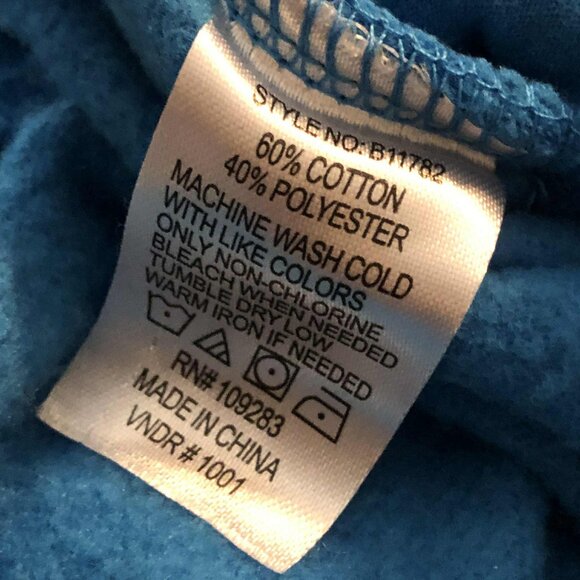 STYLE NO: B11782
60% COTTON
40% POLYESTER
MACHINE WASH COLD
WITH LIKE COLORS
ONLY NON-CHLORINE
BLEACH WHEN NEEDED
TUMBLE DRY LOW
WARM IRON IF NEEDED
RN# 109283
MADE IN CHINA
VNDR # 1001